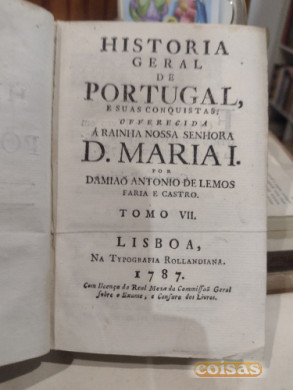 HISTORIA
GERAL
DE
PORTUGAL,
E SUAS CONQUISTAS:
OFFERECIDA
Á RAINHA NOSSA SENHORA
D. MARIA I.
POR
DAMIAÕ ANTONIO DE LEMOS
FARIA E CASTRO.
TOMO VII.
LISBOA,
NA TYPOGRAFIA ROLLANDIANA.
1787.
Com licença da Real Meza da Commissaõ Geral
sobre o Exame, e Censura dos Livros.
coisas